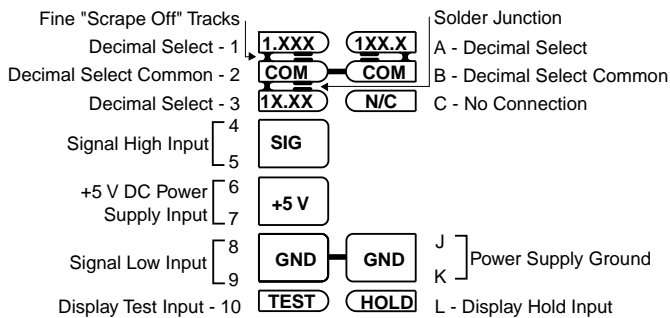 Fine "Scrape Off" Tracks
Solder Junction
Decimal Select - 1 1.XXX 1XX.X A - Decimal Select
Decimal Select Common - 2 COM COM B - Decimal Select Common
Decimal Select - 3 1X.XX N/C C - No Connection
4
Signal High Input SIG
5
+5 V DC Power 6
Supply Input 7 +5 V
8 J
Signal Low Input GND GND Power Supply Ground
9 K
Display Test Input - 10 TEST HOLD L - Display Hold Input